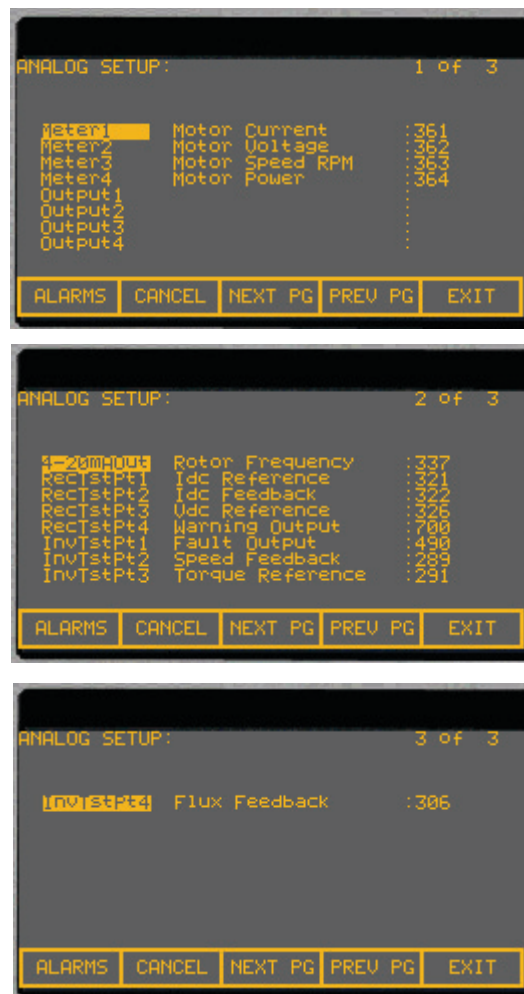 ANALOG SETUP: 1 of 3
Meter1 Motor Current :361
Meter2 Motor Voltage :362
Meter3 Motor Speed RPM :363
Meter4 Motor Power :364
Output1 :
Output2 :
Output3 :
Output4 :
ALARMS CANCEL NEXT PG PREV PG EXIT
ANALOG SETUP: 2 of 3
4-20mAOut Rotor Frequency :337
RecTstPt1 Idc Reference :321
RecTstPt2 Idc Feedback :322
RecTstPt3 Vdc Reference :326
RecTstPt4 Warning Output :700
InvTstPt1 Fault Output :490
InvTstPt2 Speed Feedback :289
InvTstPt3 Torque Reference :291
ALARMS CANCEL NEXT PG PREV PG EXIT
ANALOG SETUP: 3 of 3
InvTstPt4 Flux Feedback :306
ALARMS CANCEL NEXT PG PREV PG EXIT